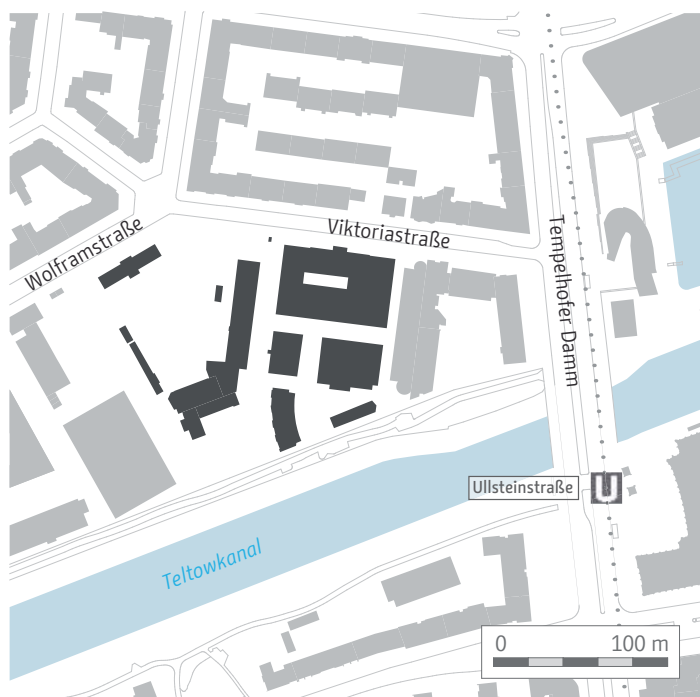 Wolframstraße
Viktoriastraße
Tempelhofer Damm
Ullsteinstraße
U
Teltowkanal
0 100 m